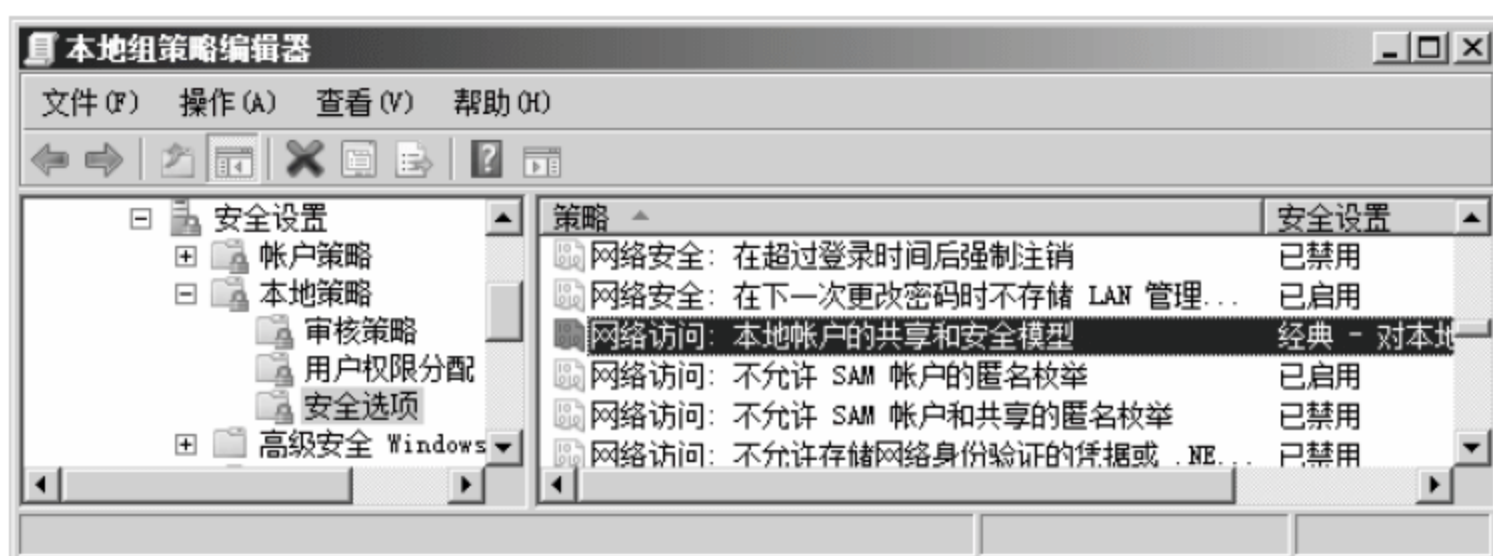 本地组策略编辑器
文件(F) 操作(A) 查看(V) 帮助(H)
安全设置
帐户策略
本地策略
审核策略
用户权限分配
安全选项
高级安全 Windows
策略 安全设置
网络安全: 在超过登录时间后强制注销 已禁用
网络安全: 在下一次更改密码时不存储 LAN 管理... 已启用
网络访问: 本地帐户的共享和安全模型 经典 - 对本地
网络访问: 不允许 SAM 帐户的匿名枚举 已启用
网络访问: 不允许 SAM 帐户和共享的匿名枚举 已禁用
网络访问: 不允许存储网络身份验证的凭据或 .NE... 已禁用